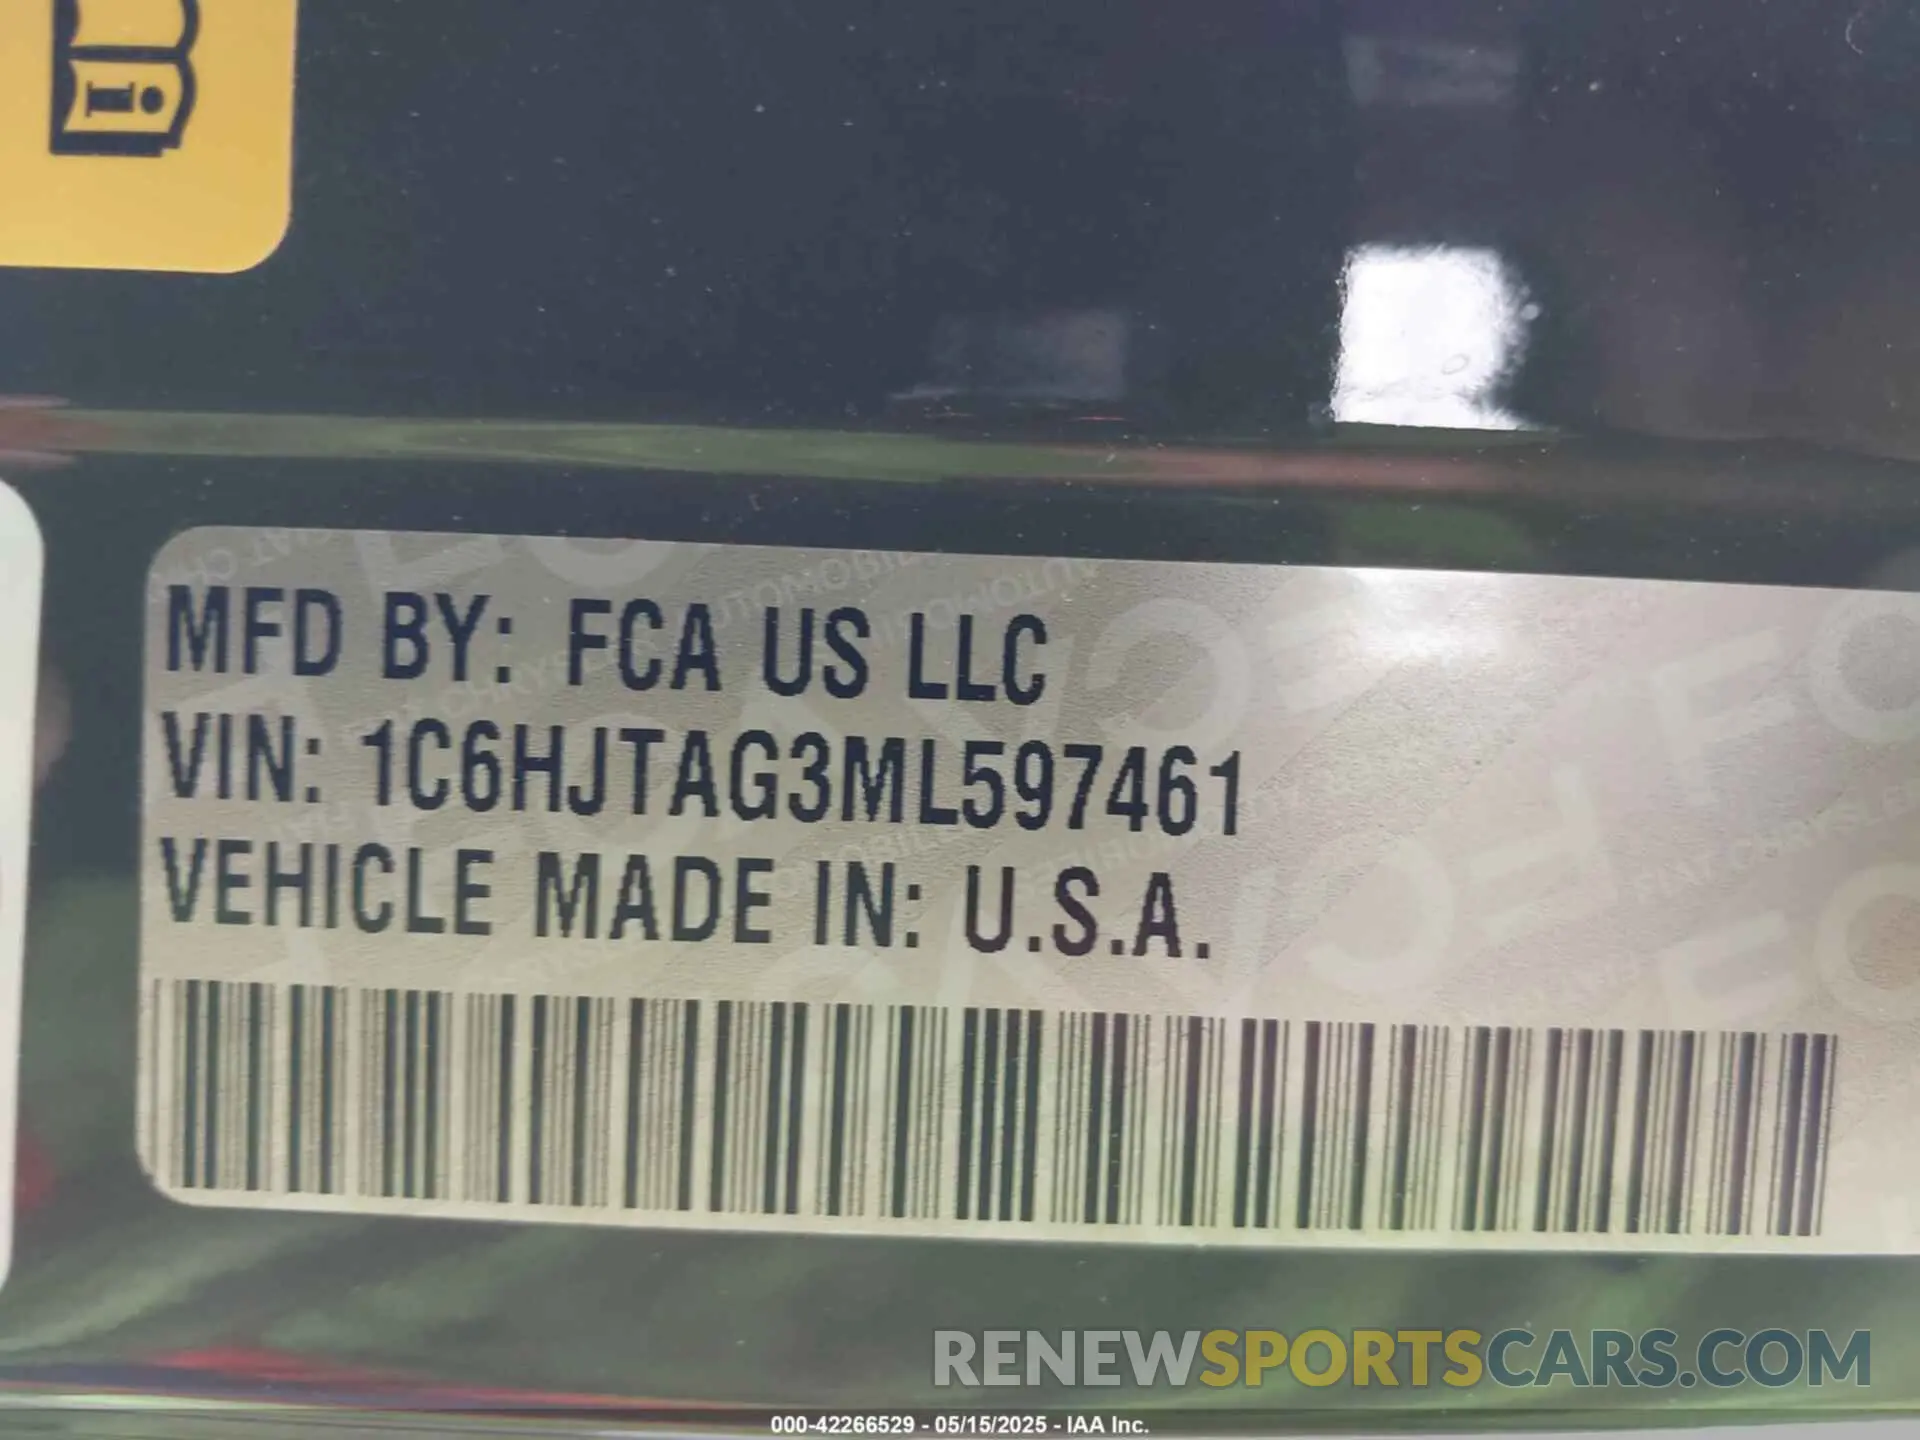 MFD BY: FCA US LLC
VIN: 1C6HJTAG3ML597461
VEHICLE MADE IN: U.S.A.
RENEWSPORTSCARS.COM
000-42266529 - 05/15/2025 - IAA Inc.